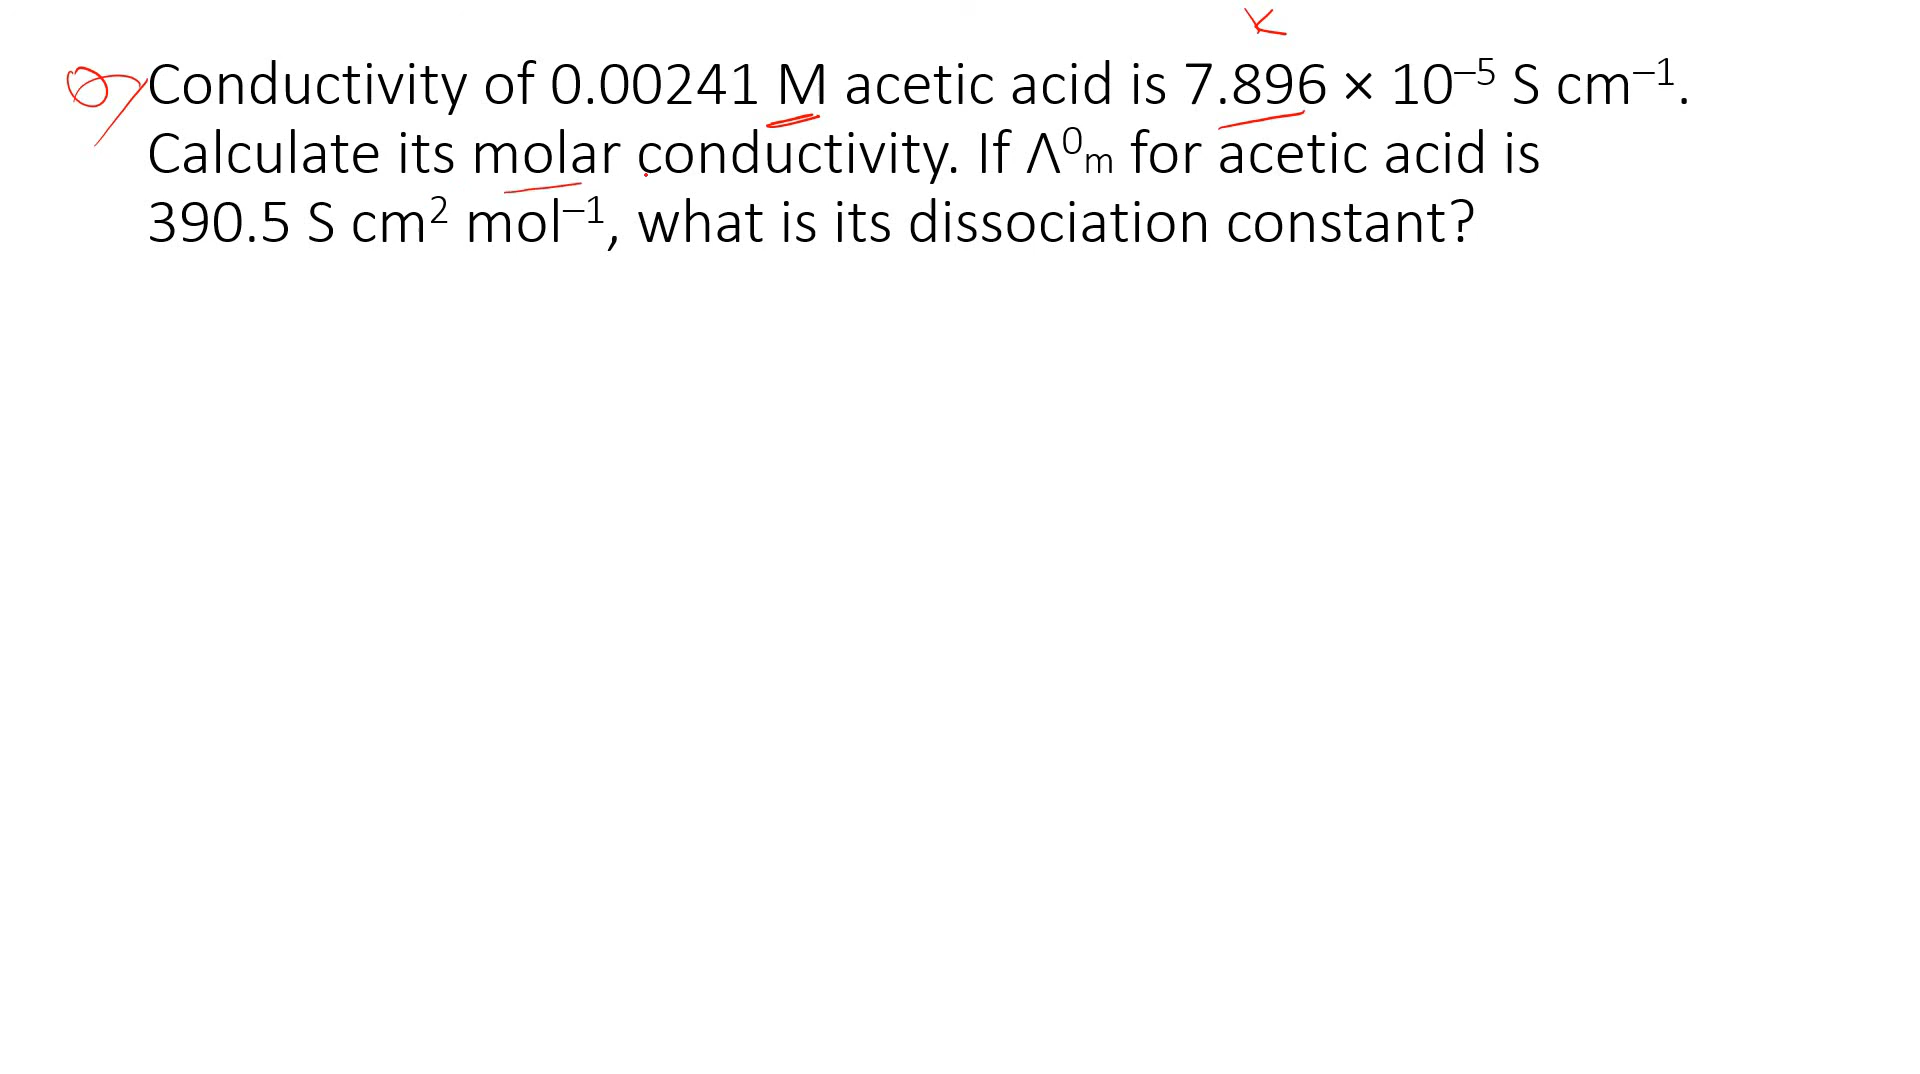 K
Q Conductivity of 0.00241 M acetic acid is 7.896 × 10⁻⁵ S cm⁻¹.
Calculate its molar conductivity. If Λ⁰ₘ for acetic acid is
390.5 S cm² mol⁻¹, what is its dissociation constant?